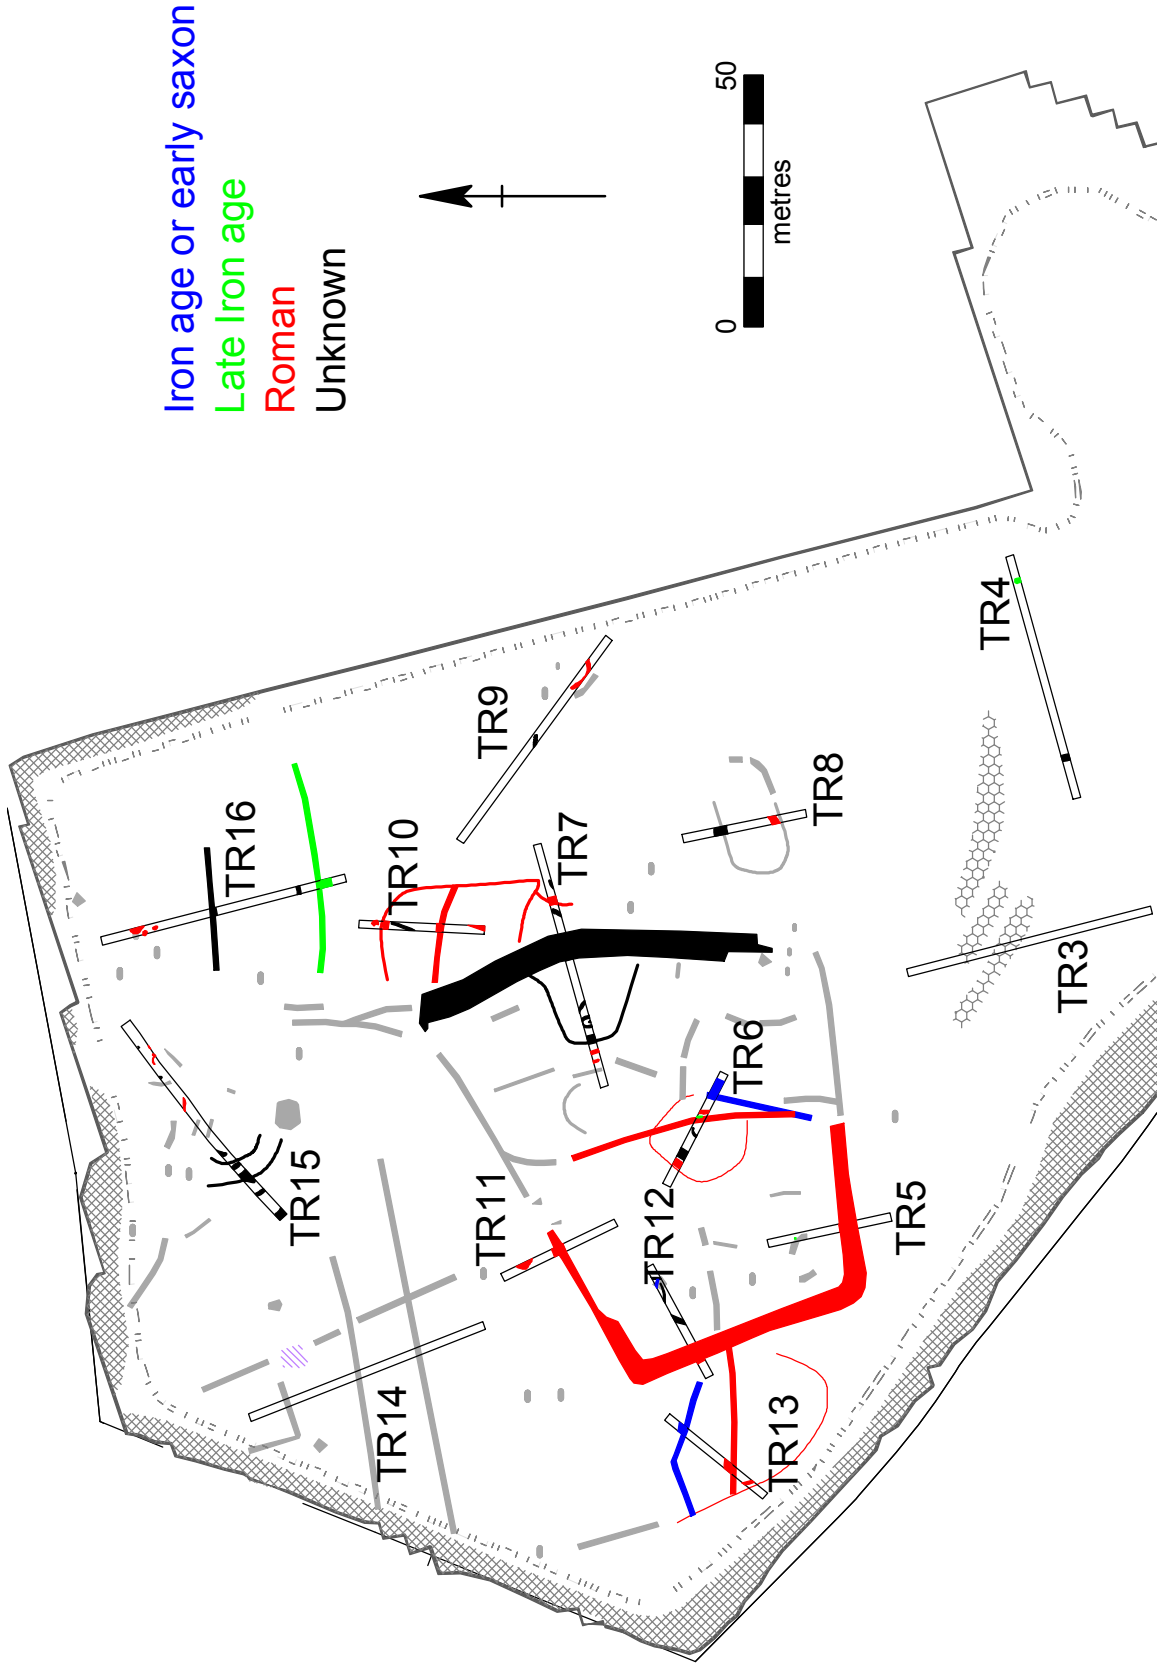 Iron age or early saxon
Late Iron age
Roman
Unknown
0
50
metres
TR16
TR15
TR10
TR9
TR7
TR8
TR14
TR11
TR12
TR6
TR13
TR5
TR4
TR3